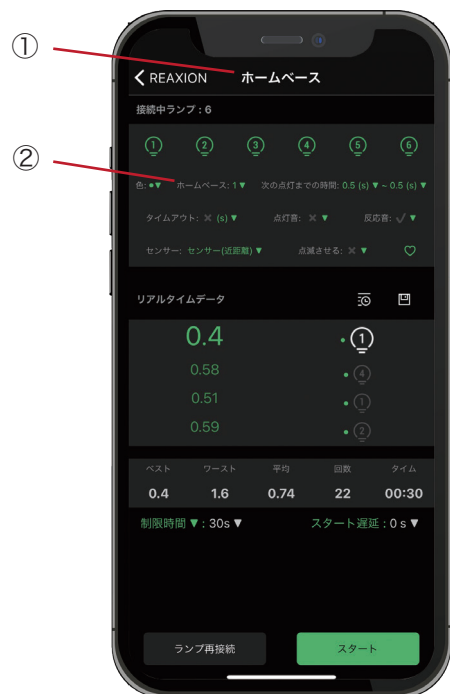 ①
②
REAXION ホームベース
接続中ランプ : 6
1 2 3 4 5 6
色: ●▼ ホームベース: 1▼ 次の点灯までの時間: 0.5 (s) ▼ ~ 0.5 (s) ▼
タイムアウト: × (s) ▼ 点灯音: × ▼ 反応音: ✓ ▼
センサー: センサー(近距離) ▼ 点滅させる: × ▼
リアルタイムデータ
0.4 1
0.58 4
0.51 1
0.59 2
ベスト ワースト 平均 回数 タイム
0.4 1.6 0.74 22 00:30
制限時間 ▼ : 30s ▼ スタート遅延 : 0 s ▼
ランプ再接続 スタート